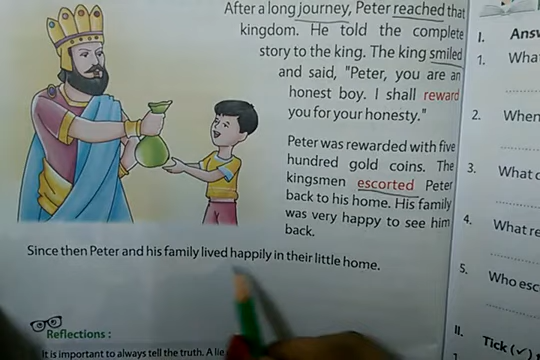 After a long journey, Peter reached that
kingdom. He told the complete
story to the king. The king smiled
and said, "Peter, you are an
honest boy. I shall reward
you for your honesty."
Peter was rewarded with five
hundred gold coins. The
kingsmen escorted Peter
back to his home. His family
was very happy to see him
back.
Since then Peter and his family lived happily in their little home.
Reflections :
It is important to always tell the truth. A lie
I.
1.
2. When
3.
4.
5.
II. Tick (✓)